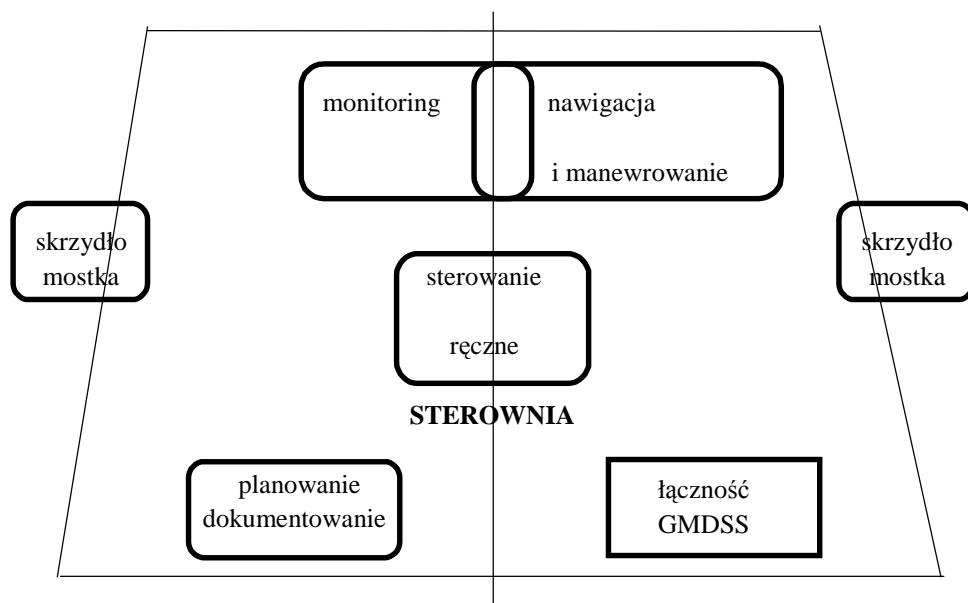 monitoring
nawigacja
i manewrowanie
skrzydło
mostka
skrzydło
mostka
sterowanie
ręczne
STEROWNIA
planowanie
dokumentowanie
łączność
GMDSS